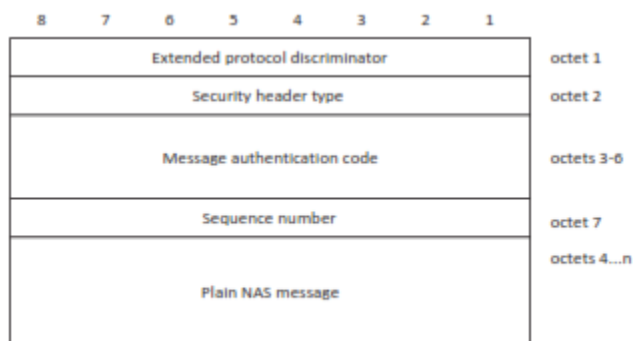 8 7 6 5 4 3 2 1
Extended protocol discriminator octet 1
Security header type octet 2
Message authentication code octets 3-6
Sequence number octet 7
octets 4...n
Plain NAS message